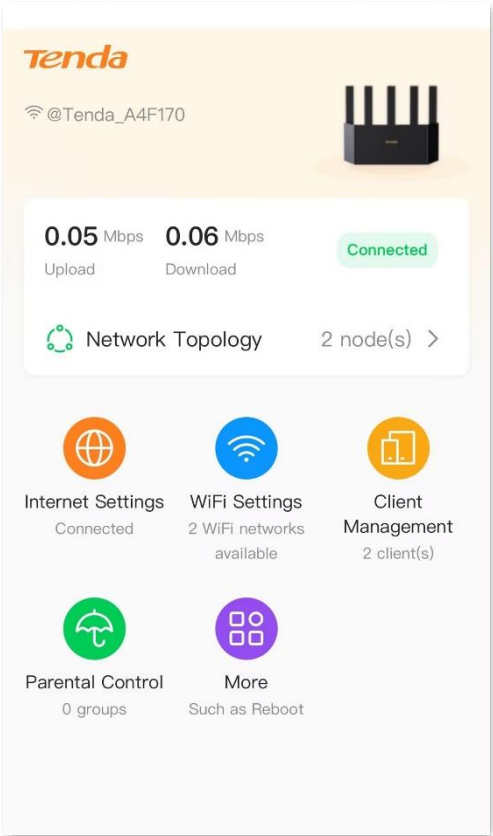 Tenda
@Tenda_A4F170
0.05 Mbps 0.06 Mbps
Upload Download
Connected
Network Topology 2 node(s)
Internet Settings
Connected
WiFi Settings
2 WiFi networks
available
Client
Management
2 client(s)
Parental Control
0 groups
More
Such as Reboot